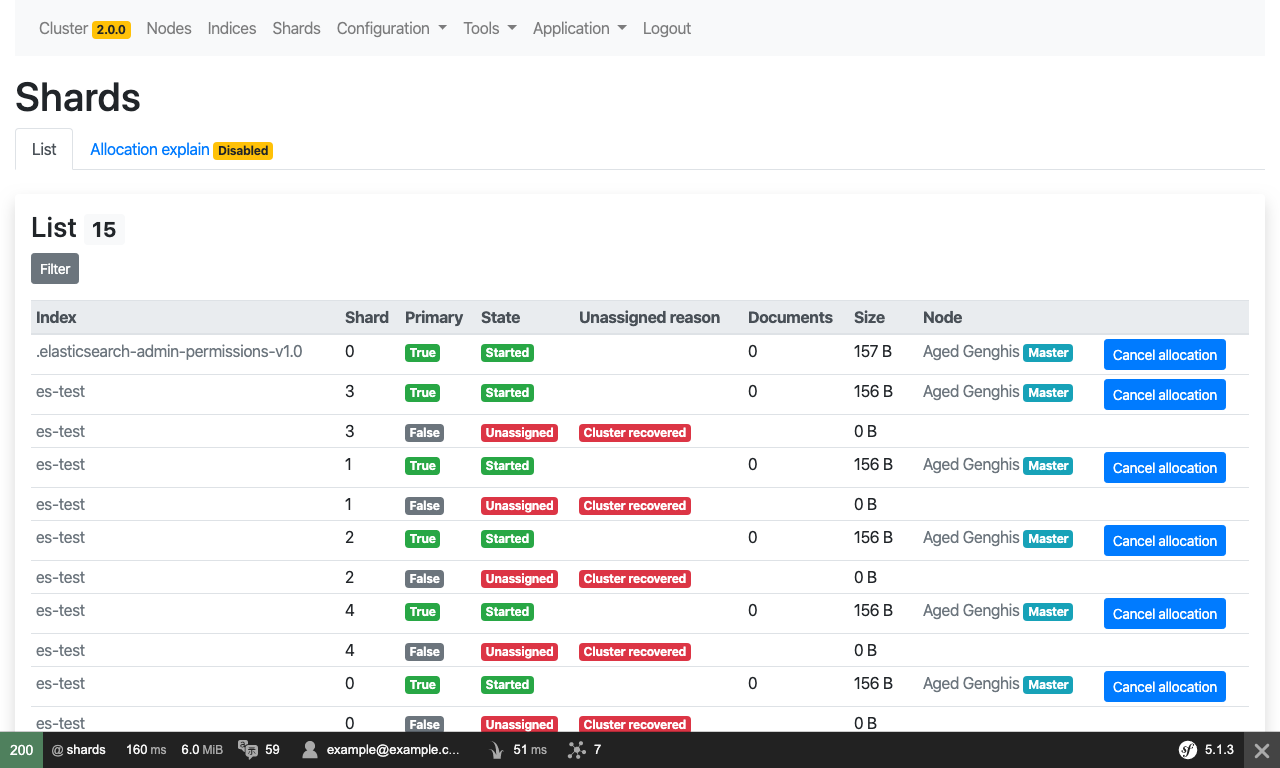 Cluster 2.0.0 Nodes Indices Shards Configuration Tools Application Logout
Shards
List Allocation explain Disabled
List 15
Filter
Index Shard Primary State Unassigned reason Documents Size Node
.elasticsearch-admin-permissions-v1.0 0 True Started 0 157 B Aged Genghis Master Cancel allocation
es-test 3 True Started 0 156 B Aged Genghis Master Cancel allocation
es-test 3 False Unassigned Cluster recovered 0 B
es-test 1 True Started 0 156 B Aged Genghis Master Cancel allocation
es-test 1 False Unassigned Cluster recovered 0 B
es-test 2 True Started 0 156 B Aged Genghis Master Cancel allocation
es-test 2 False Unassigned Cluster recovered 0 B
es-test 4 True Started 0 156 B Aged Genghis Master Cancel allocation
es-test 4 False Unassigned Cluster recovered 0 B
es-test 0 True Started 0 156 B Aged Genghis Master Cancel allocation
es-test 0 False Unassigned Cluster recovered 0 B
200 @ shards 160 ms 6.0 MiB 59 example@example.c... 51 ms 7 sf 5.1.3